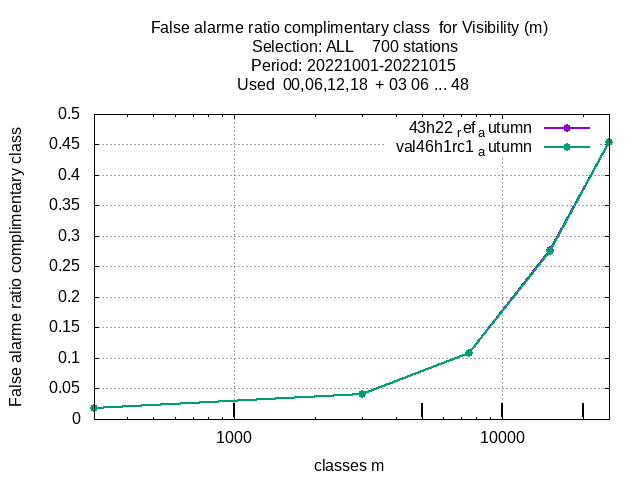 False alarme ratio complimentary class  for Visibility (m)
Selection: ALL    700 stations
Period: 20221001-20221015
Used  00,06,12,18  + 03 06 ... 48
False alarme ratio complimentary class
0.5
0.45
0.4
0.35
0.3
0.25
0.2
0.15
0.1
0.05
0
43h22 ref autumn
val46h1rc1 autumn
1000
10000
classes m